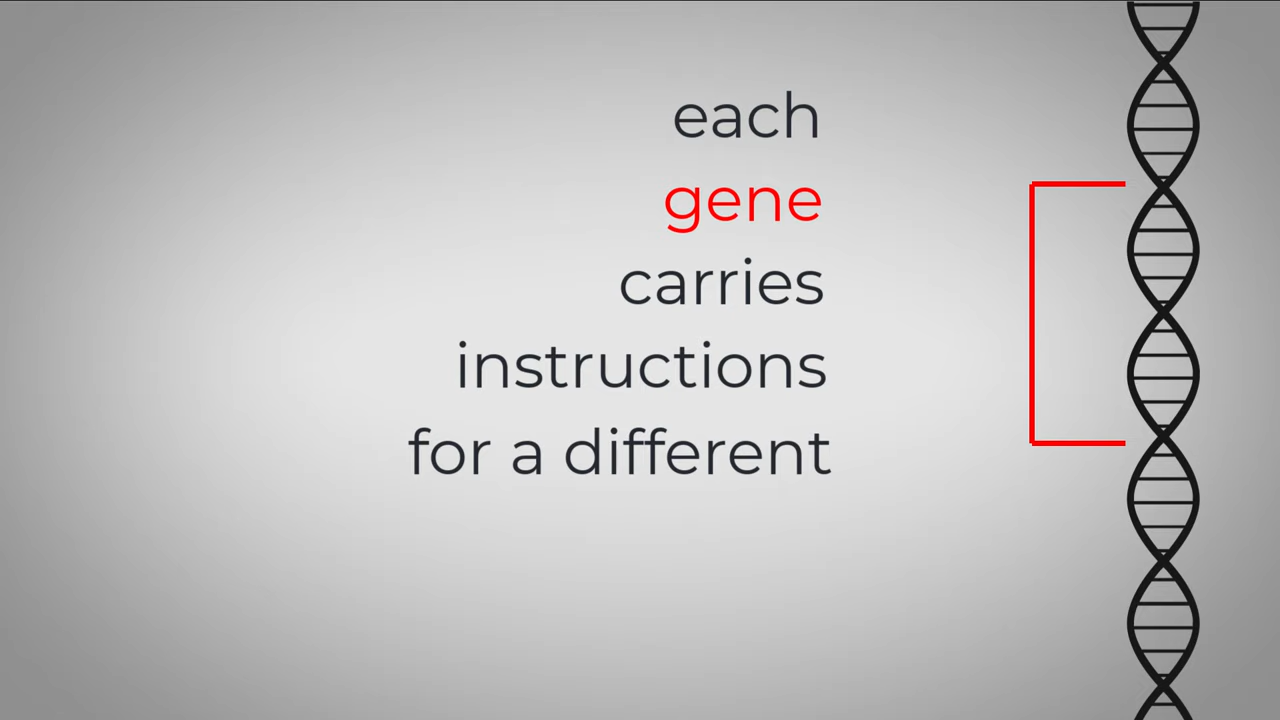 each
gene
carries
instructions
for a different